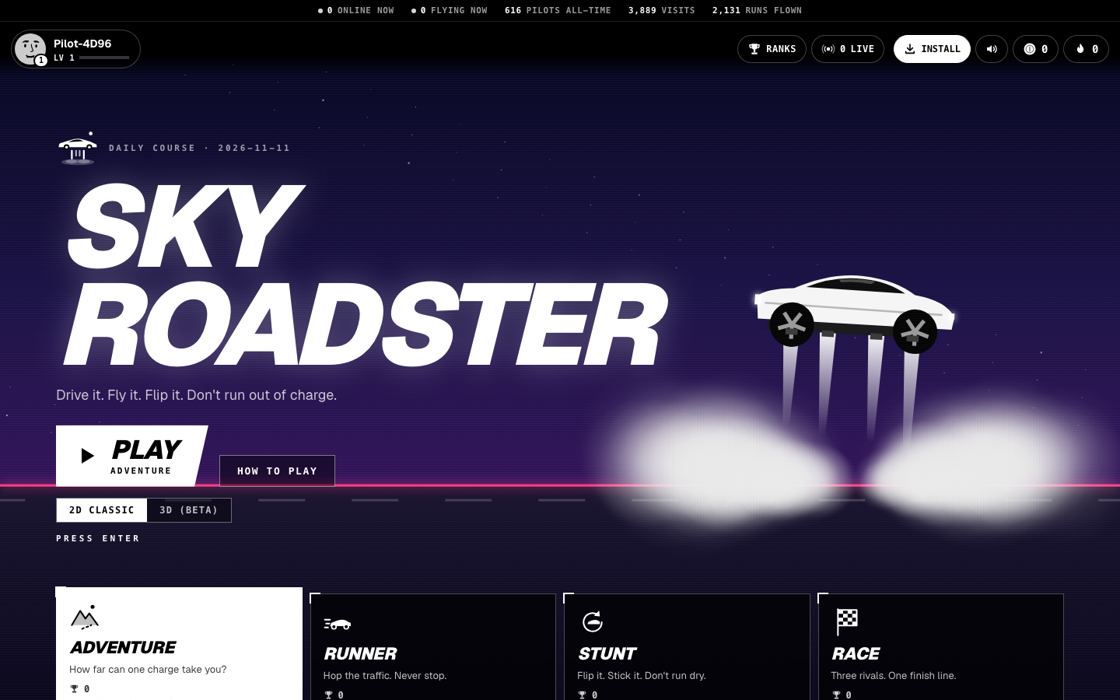 0 ONLINE NOW 0 FLYING NOW 616 PILOTS ALL-TIME 3,889 VISITS 2,131 RUNS FLOWN
Pilot-4D96
LV 1
1
RANKS
0 LIVE
INSTALL
0
0
DAILY COURSE · 2026-11-11
SKY
ROADSTER
Drive it. Fly it. Flip it. Don't run out of charge.
PLAY
ADVENTURE
HOW TO PLAY
2D CLASSIC 3D (BETA)
PRESS ENTER
ADVENTURE
How far can one charge take you?
0
RUNNER
Hop the traffic. Never stop.
0
STUNT
Flip it. Stick it. Don't run dry.
0
RACE
Three rivals. One finish line.
0